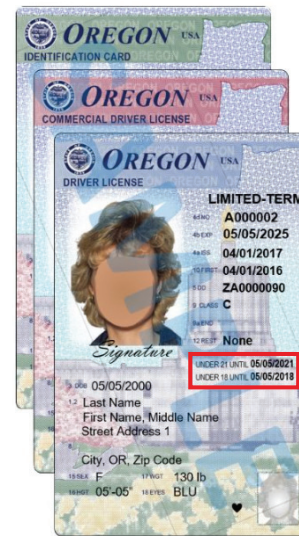 OREGON USA
IDENTIFICATION CARD
OREGON USA
COMMERCIAL DRIVER LICENSE
OREGON USA
DRIVER LICENSE
LIMITED-TERM
A000002
4b EXP 05/05/2025
4a ISS 04/01/2017
10 FIRST 04/01/2016
5 DD ZA0000090
9 CLASS C
9a END
12 REST None
Signature
UNDER 21 UNTIL 05/05/2021
UNDER 18 UNTIL 05/05/2018
3 DOB 05/05/2000
1,2 Last Name
First Name, Middle Name
Street Address 1
8
City, OR, Zip Code
15 SEX F 17 WGT 130 lb
16 HGT 05'-05" 18 EYES BLU